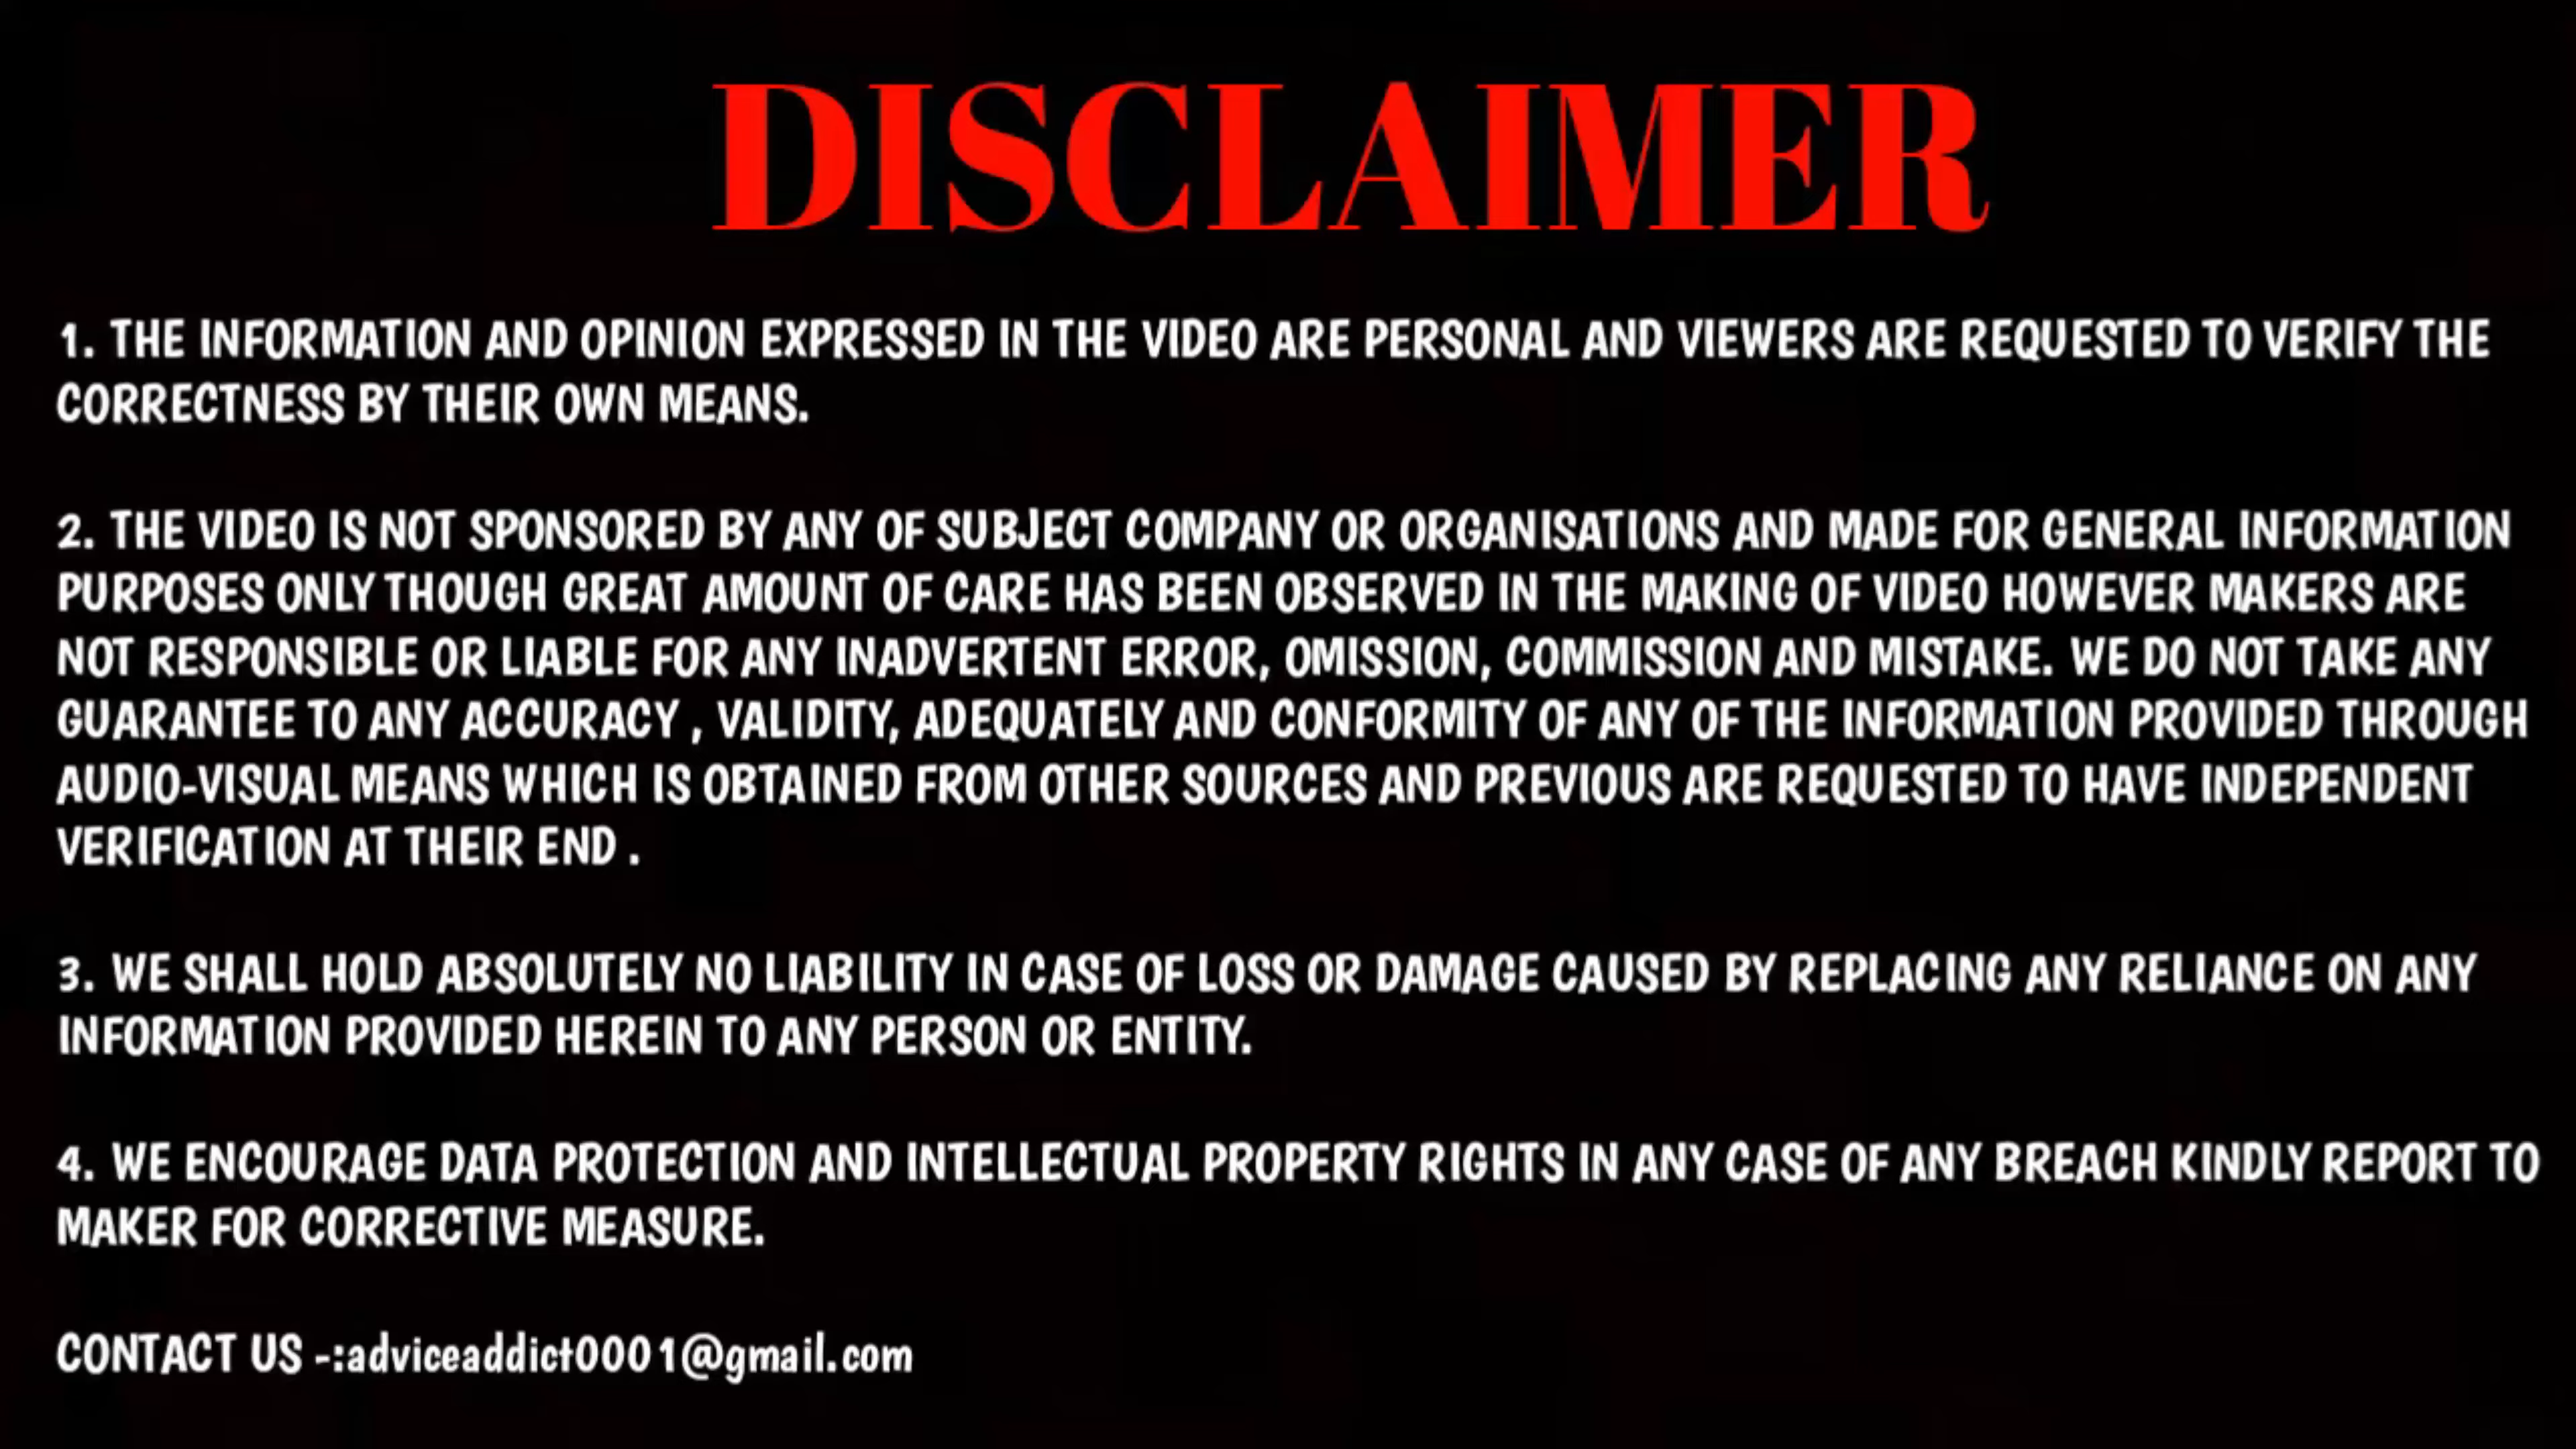 DISCLAIMER
1. THE INFORMATION AND OPINION EXPRESSED IN THE VIDEO ARE PERSONAL AND VIEWERS ARE REQUESTED TO VERIFY THE
CORRECTNESS BY THEIR OWN MEANS.
2. THE VIDEO IS NOT SPONSORED BY ANY OF SUBJECT COMPANY OR ORGANISATIONS AND MADE FOR GENERAL INFORMATION
PURPOSES ONLY THOUGH GREAT AMOUNT OF CARE HAS BEEN OBSERVED IN THE MAKING OF VIDEO HOWEVER MAKERS ARE
NOT RESPONSIBLE OR LIABLE FOR ANY INADVERTENT ERROR, OMISSION, COMMISSION AND MISTAKE. WE DO NOT TAKE ANY
GUARANTEE TO ANY ACCURACY , VALIDITY, ADEQUATELY AND CONFORMITY OF ANY OF THE INFORMATION PROVIDED THROUGH
AUDIO-VISUAL MEANS WHICH IS OBTAINED FROM OTHER SOURCES AND PREVIOUS ARE REQUESTED TO HAVE INDEPENDENT
VERIFICATION AT THEIR END .
3. WE SHALL HOLD ABSOLUTELY NO LIABILITY IN CASE OF LOSS OR DAMAGE CAUSED BY REPLACING ANY RELIANCE ON ANY
INFORMATION PROVIDED HEREIN TO ANY PERSON OR ENTITY.
4. WE ENCOURAGE DATA PROTECTION AND INTELLECTUAL PROPERTY RIGHTS IN ANY CASE OF ANY BREACH KINDLY REPORT TO
MAKER FOR CORRECTIVE MEASURE.
CONTACT US -:adviceaddict0001@gmail.com